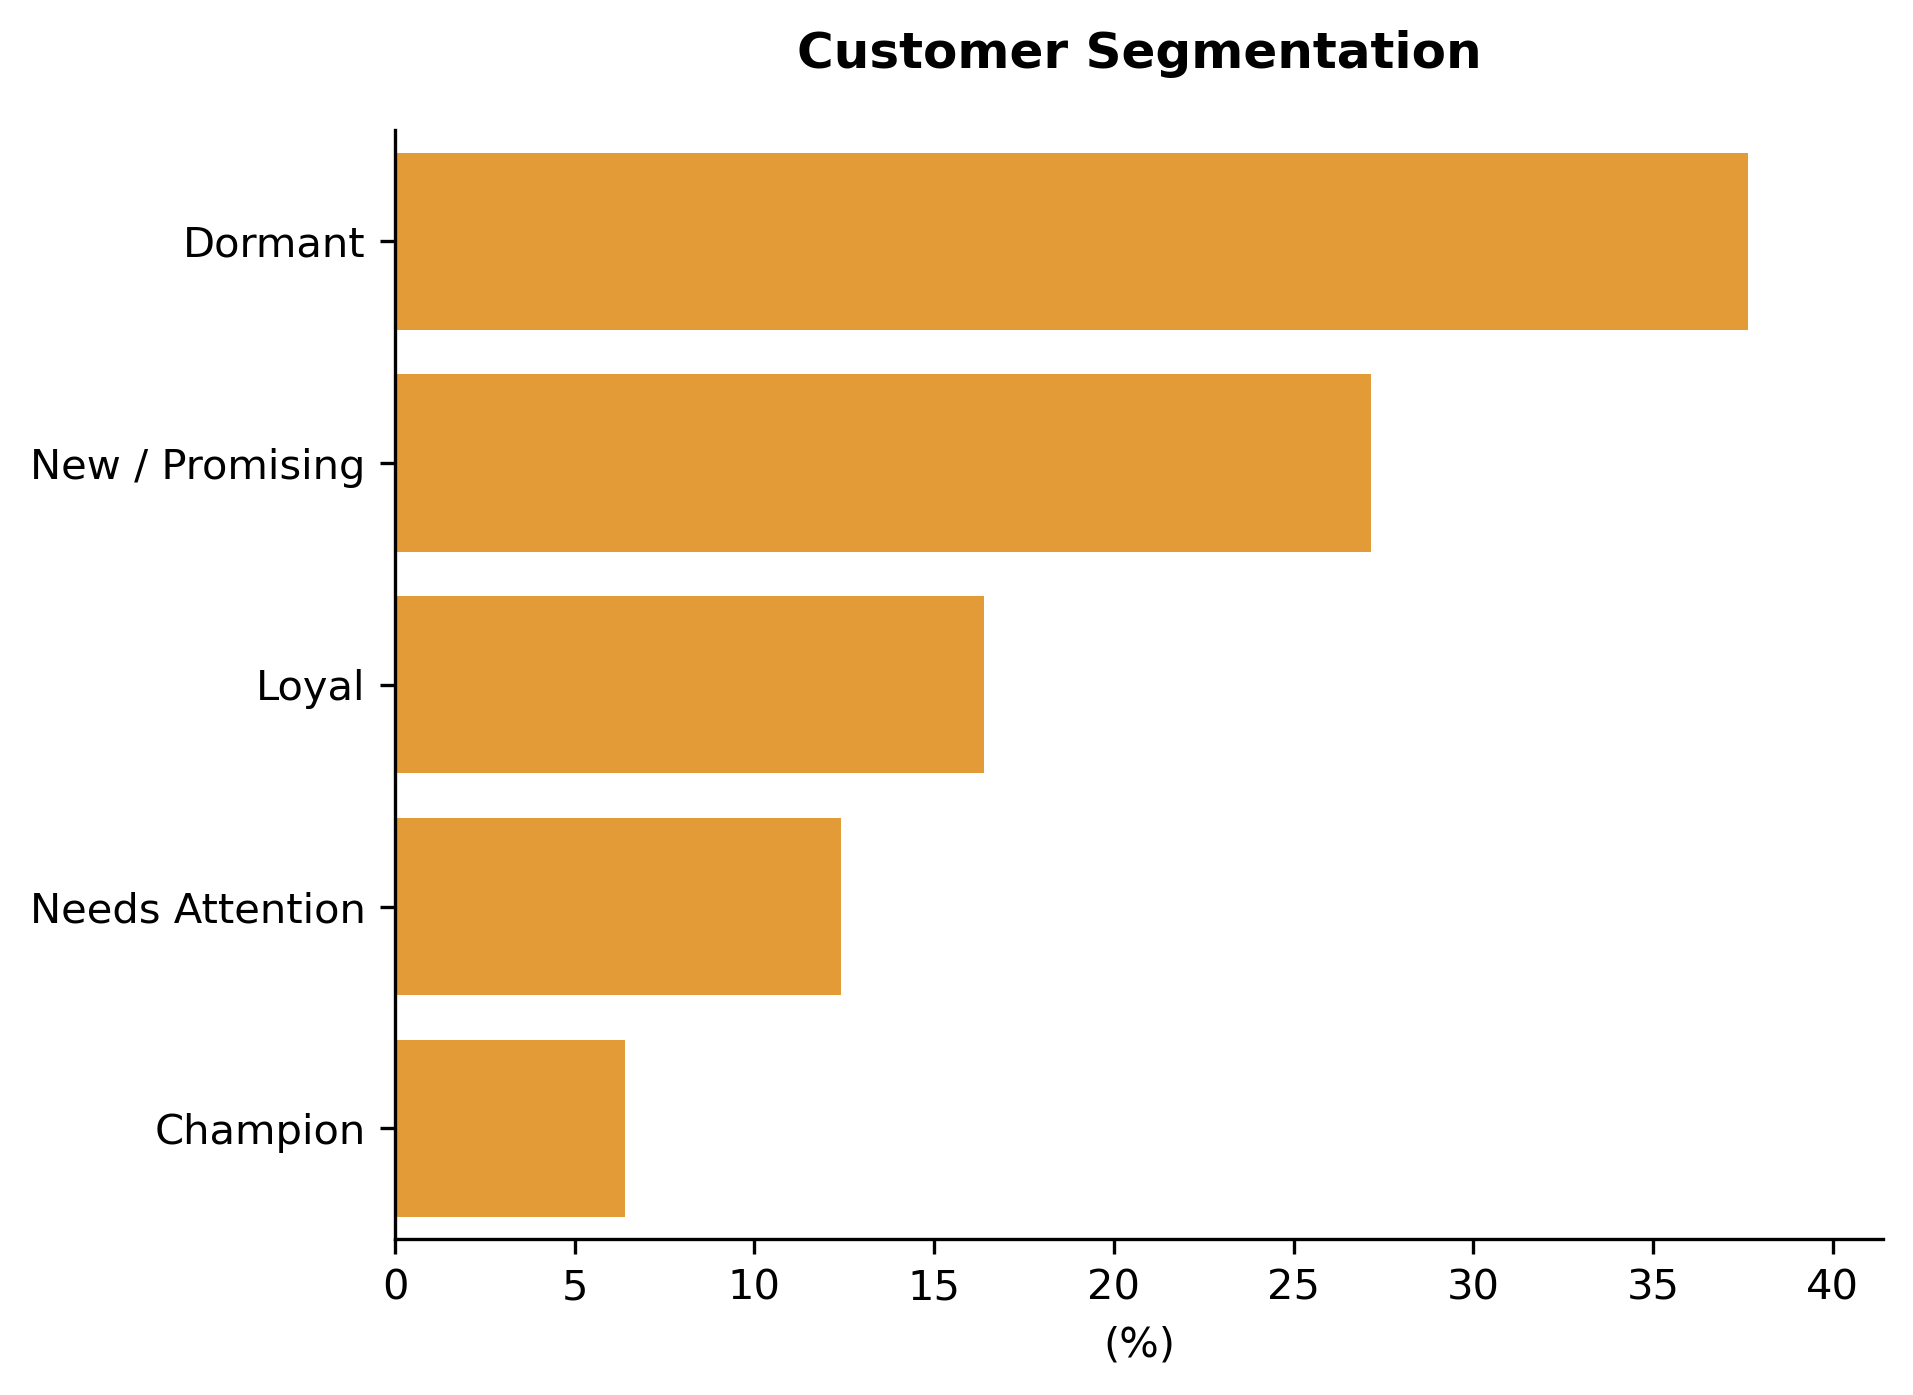 Customer Segmentation
Dormant
New / Promising
Loyal
Needs Attention
Champion
0 5 10 15 20 25 30 35 40
(%)